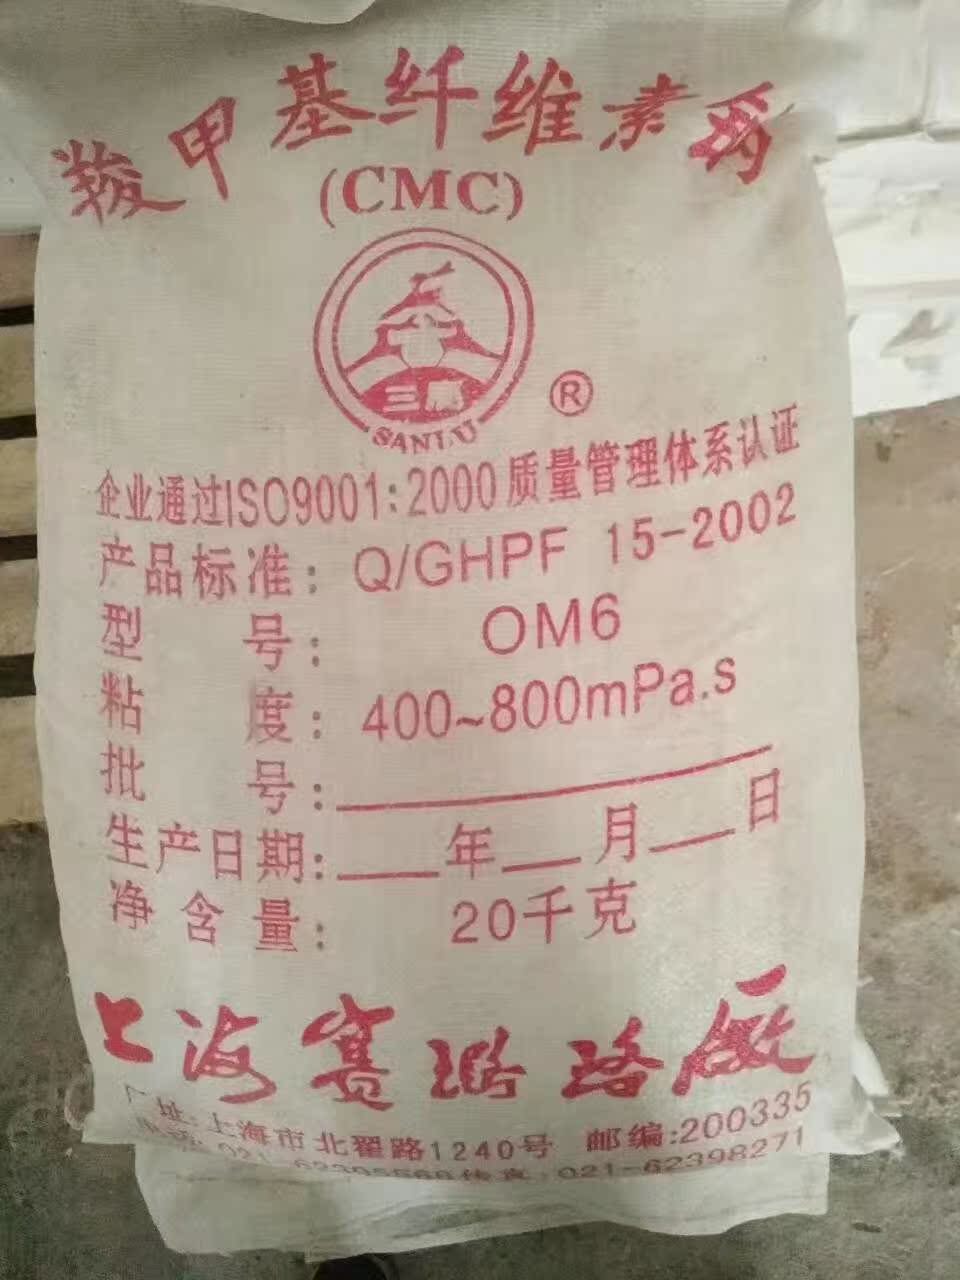 羧甲基纤维素钠
(CMC)
三鹿
SANLU
®
企业通过ISO9001:2000质量管理体系认证
产品标准: Q/GHPF 15-2002
型 号: OM6
粘 度: 400~800mPa.s
批 号:
生产日期: 年 月 日
净含量: 20千克
上海赛璐珞厂
厂址:上海市北翟路1240号 邮编:200335
传真:021-62398271